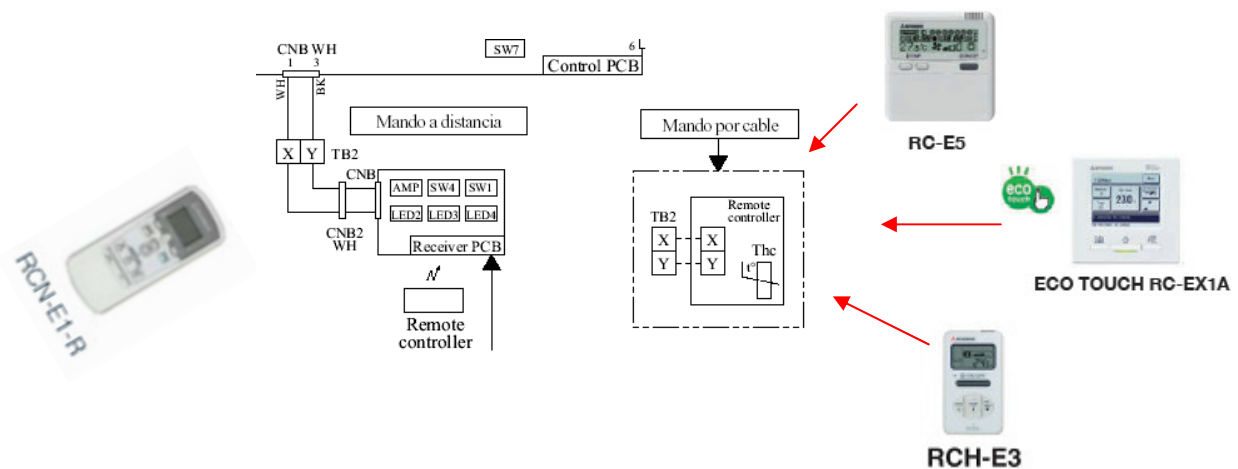 CNB WH
1 3
WH
BK
SW7
6
Control PCB
Mando a distancia
X Y TB2
CNB
AMP SW4 SW1
LED2 LED3 LED4
CNB2
WH
Receiver PCB
Remote
controller
RCN-E1-R
Mando por cable
TB2
Remote
controller
X X
Y Y
Thc
t°
RC-E5
eco
touch
ECO TOUCH RC-EX1A
RCH-E3